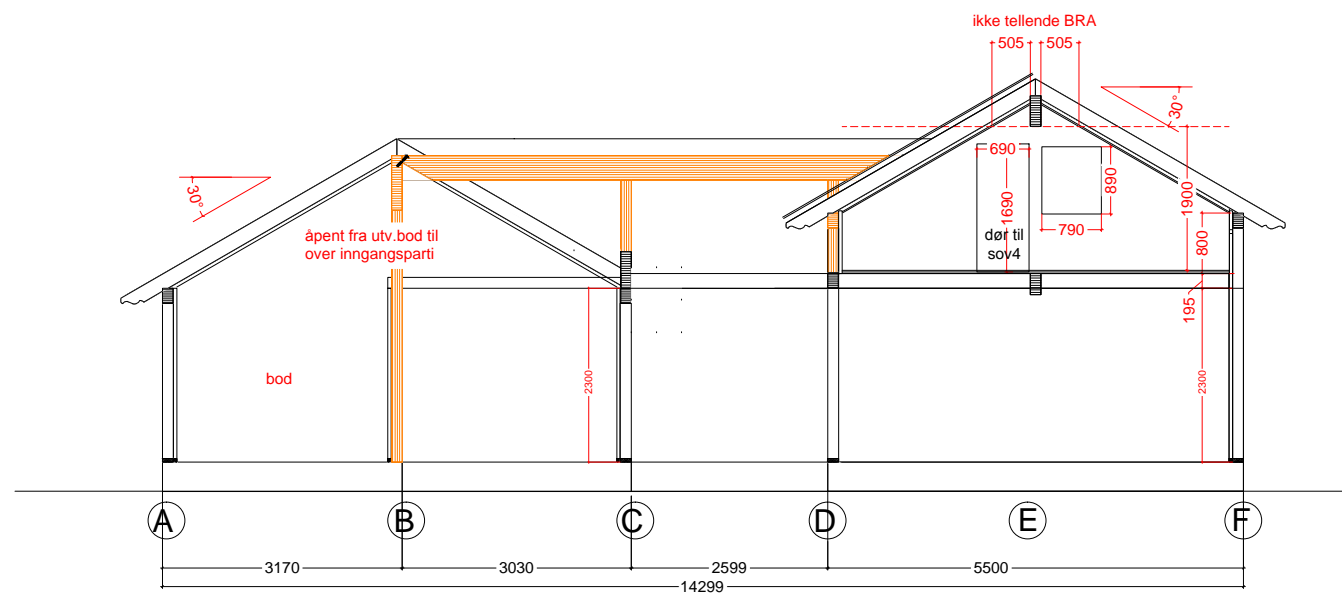 ikke tellende BRA
505
505
30°
30°
690
890
1690
1900
790
800
dør til
sov4
åpent fra utv.bod til
over inngangsparti
195
bod
2300
2300
A
B
C
D
E
F
3170
3030
2599
5500
14299